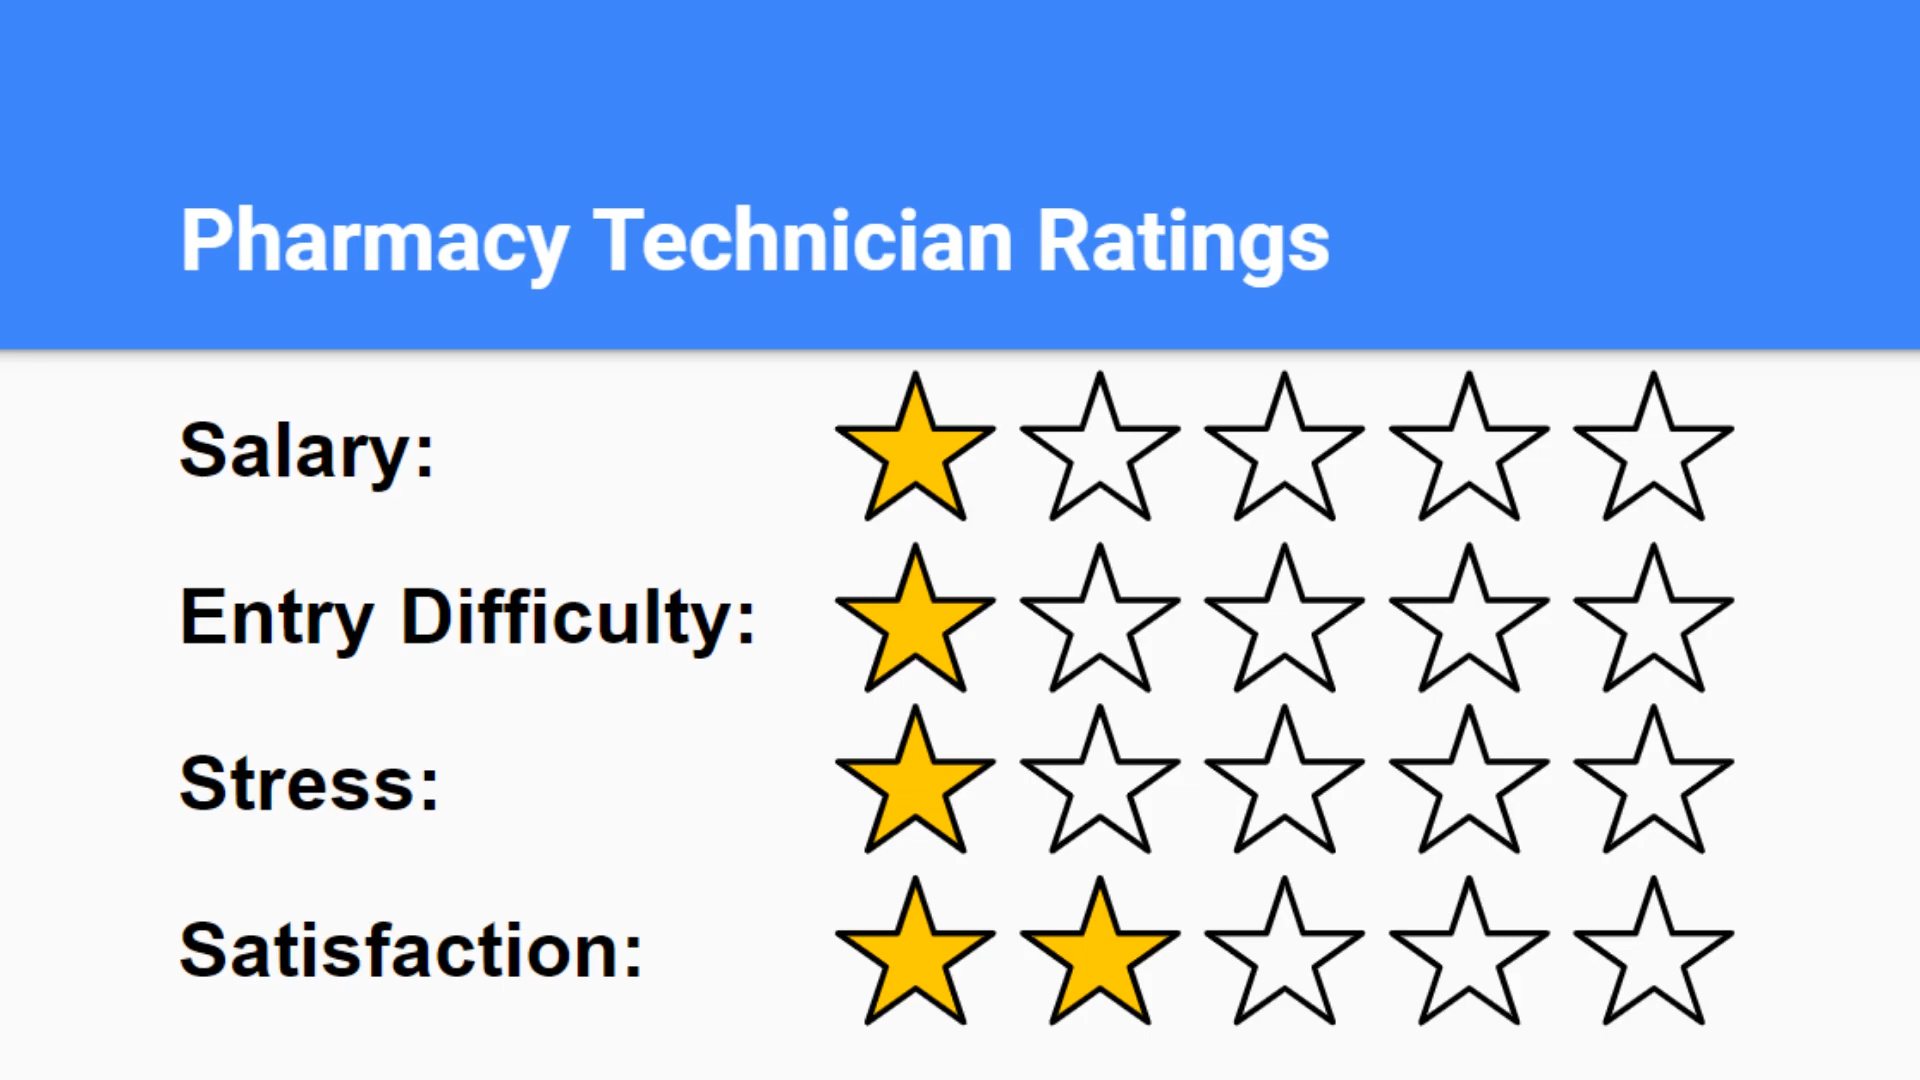 Pharmacy Technician Ratings
Salary:
Entry Difficulty:
Stress:
Satisfaction: